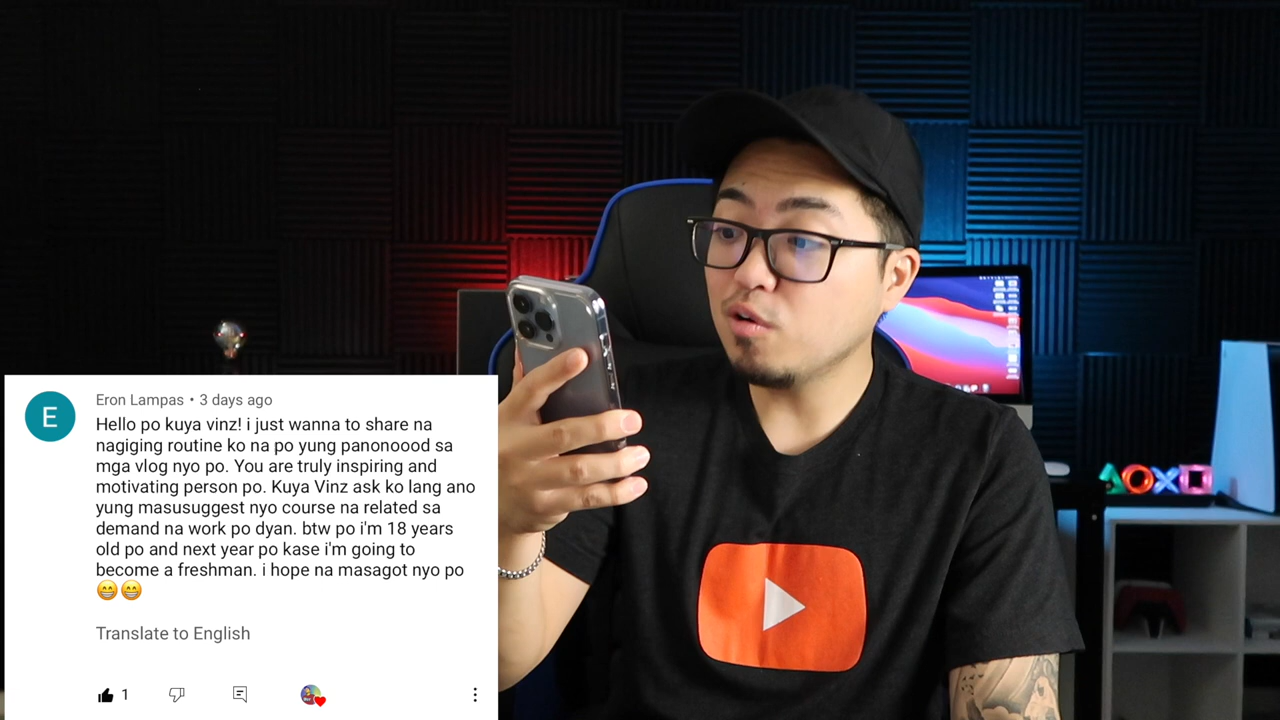 E
Eron Lampas • 3 days ago
Hello po kuya vinz! i just wanna to share na
nagiging routine ko na po yung panonoood sa
mga vlog nyo po. You are truly inspiring and
motivating person po. Kuya Vinz ask ko lang ano
yung masusuggest nyo course na related sa
demand na work po dyan. btw po i'm 18 years
old po and next year po kase i'm going to
become a freshman. i hope na masagot nyo po
😁😁
Translate to English
1